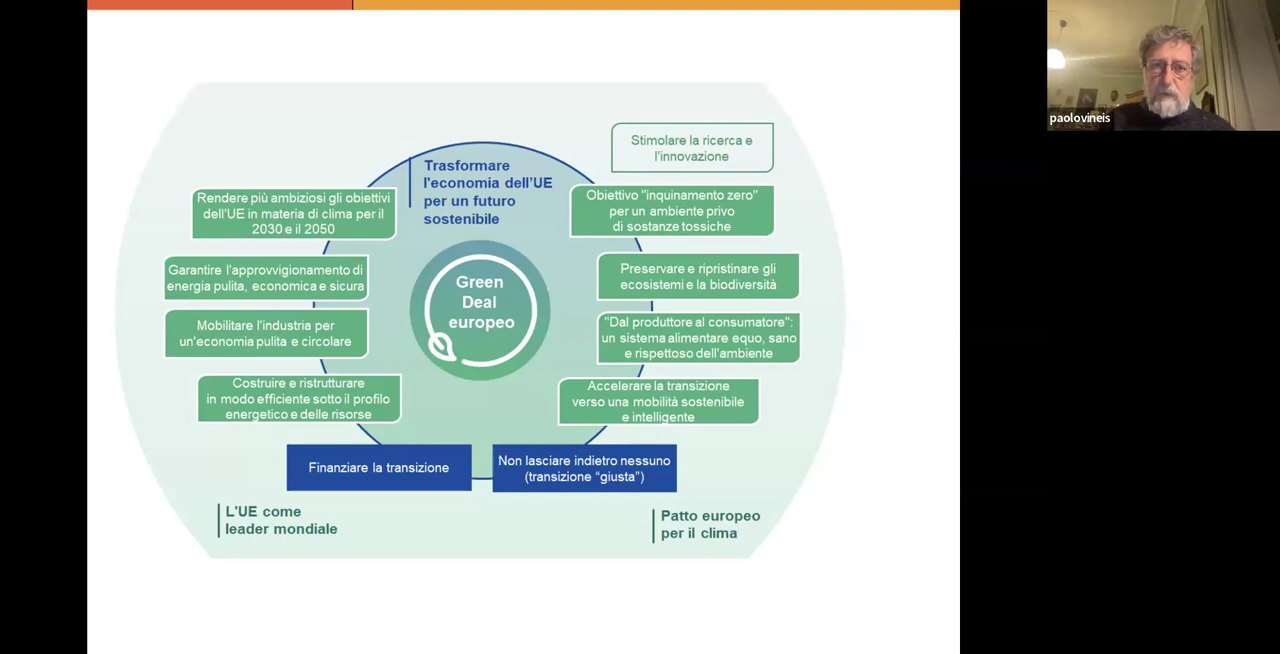 Stimolare la ricerca e
l'innovazione
Trasformare
l'economia dell'UE
per un futuro
sostenibile
Rendere più ambiziosi gli obiettivi
dell'UE in materia di clima per il
2030 e il 2050
Obiettivo "inquinamento zero"
per un ambiente privo
di sostanze tossiche
Garantire l'approvvigionamento di
energia pulita, economica e sicura
Preservare e ripristinare gli
ecosistemi e la biodiversità
Green
Deal
europeo
Mobilitare l'industria per
un'economia pulita e circolare
"Dal produttore al consumatore":
un sistema alimentare equo, sano
e rispettoso dell'ambiente
Costruire e ristrutturare
in modo efficiente sotto il profilo
energetico e delle risorse
Accelerare la transizione
verso una mobilità sostenibile
e intelligente
Finanziare la transizione
Non lasciare indietro nessuno
(transizione “giusta”)
L'UE come
leader mondiale
Patto europeo
per il clima
paolovineis